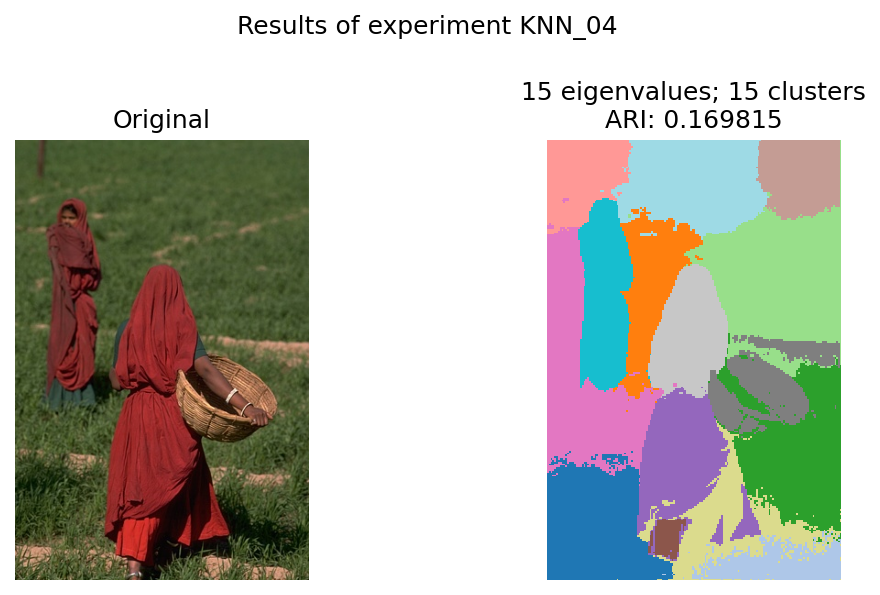 Results of experiment KNN_04
Original
15 eigenvalues; 15 clusters
ARI: 0.169815